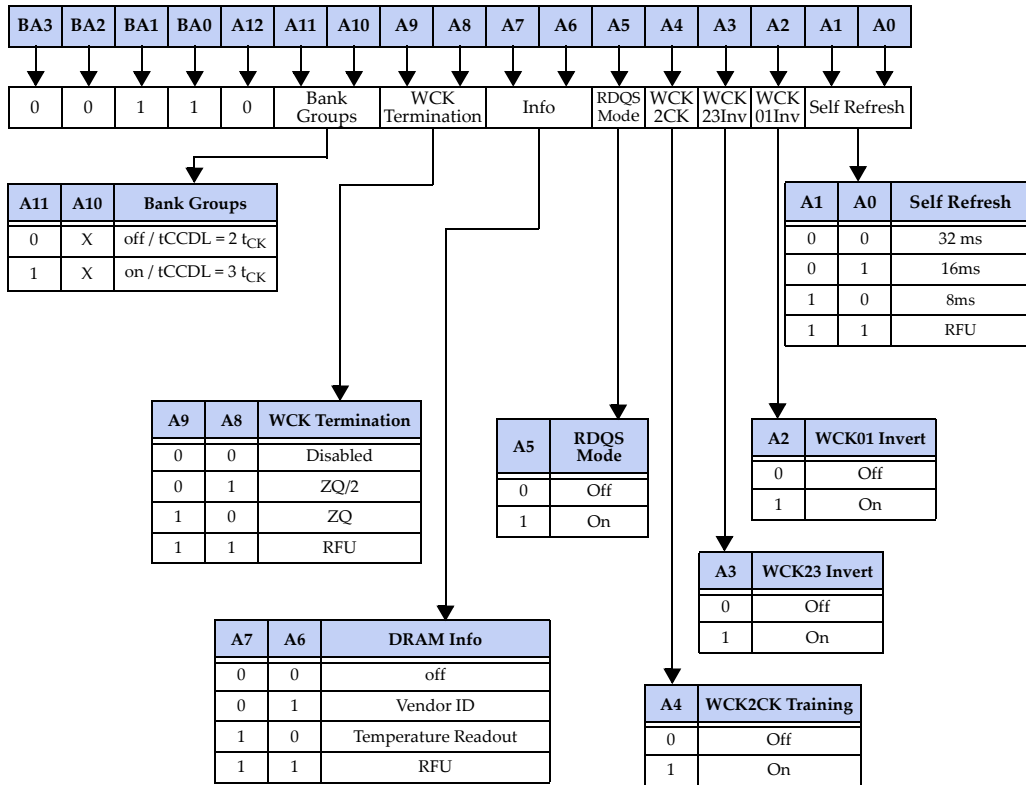 BA3 BA2 BA1 BA0 A12 A11 A10 A9 A8 A7 A6 A5 A4 A3 A2 A1 A0
0 0 1 1 0 Bank Groups WCK Termination Info RDQS Mode WCK 2CK WCK 23Inv WCK 01Inv Self Refresh
A11 A10 Bank Groups
0 X off / tCCDL = 2 tCK
1 X on / tCCDL = 3 tCK
A1 A0 Self Refresh
0 0 32 ms
0 1 16ms
1 0 8ms
1 1 RFU
A9 A8 WCK Termination
0 0 Disabled
0 1 ZQ/2
1 0 ZQ
1 1 RFU
A5 RDQS Mode
0 Off
1 On
A2 WCK01 Invert
0 Off
1 On
A3 WCK23 Invert
0 Off
1 On
A7 A6 DRAM Info
0 0 off
0 1 Vendor ID
1 0 Temperature Readout
1 1 RFU
A4 WCK2CK Training
0 Off
1 On